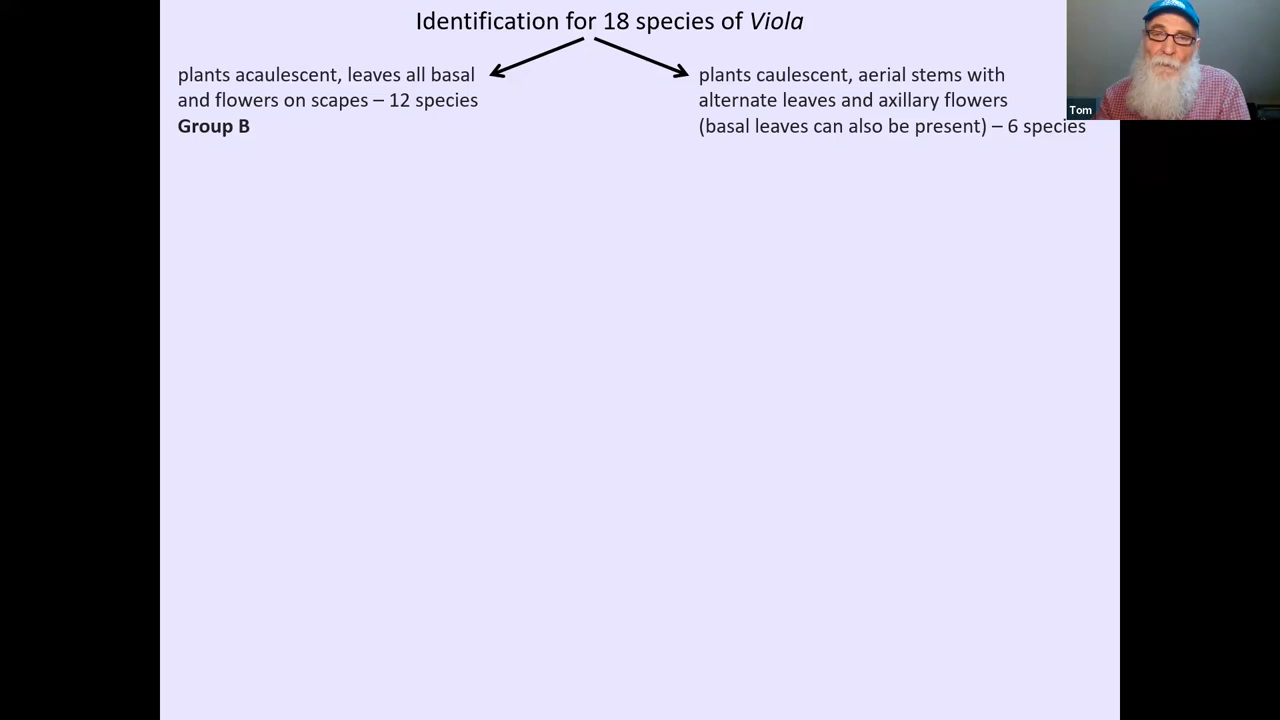 Identification for 18 species of Viola
plants acaulescent, leaves all basal
and flowers on scapes – 12 species
Group B
plants caulescent, aerial stems with
alternate leaves and axillary flowers
(basal leaves can also be present) – 6 species
Tom